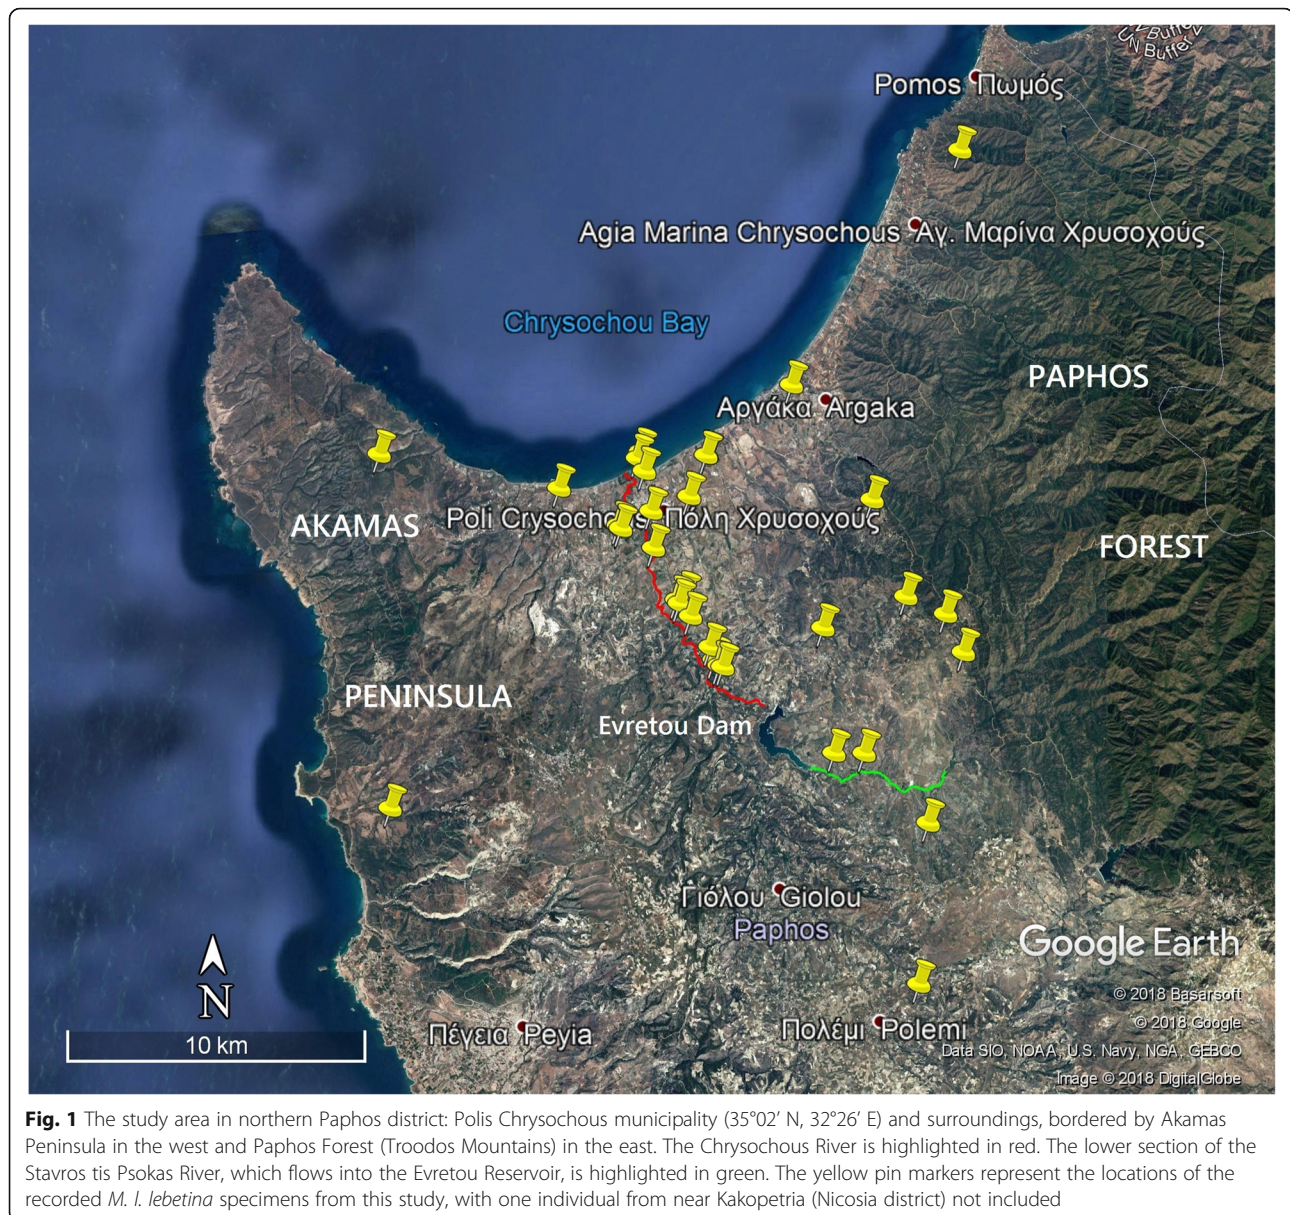 UN Buffer Z
UN Buffer
Pomos Πωμός
Agia Marina Chrysochous Αγ. Μαρίνα Χρυσοχούς
Chrysochou Bay
PAPHOS
Αργάκα Argaka
AKAMAS
Poli Crysochous Πόλη Χρυσοχούς
FOREST
PENINSULA
Evretou Dam
Γιόλου Giolou
Paphos
Google Earth
N
© 2018 Basarsoft
Πέγεια Peyia
Πολέμι Polemi
© 2018 Google
10 km
Data SIO, NOAA, U.S. Navy, NGA, GEBCO
Image © 2018 DigitalGlobe
Fig. 1 The study area in northern Paphos district: Polis Chrysochous municipality (35°02′ N, 32°26′ E) and surroundings, bordered by Akamas
Peninsula in the west and Paphos Forest (Troodos Mountains) in the east. The Chrysochous River is highlighted in red. The lower section of the
Stavros tis Psokas River, which flows into the Evretou Reservoir, is highlighted in green. The yellow pin markers represent the locations of the
recorded M. l. lebetina specimens from this study, with one individual from near Kakopetria (Nicosia district) not included